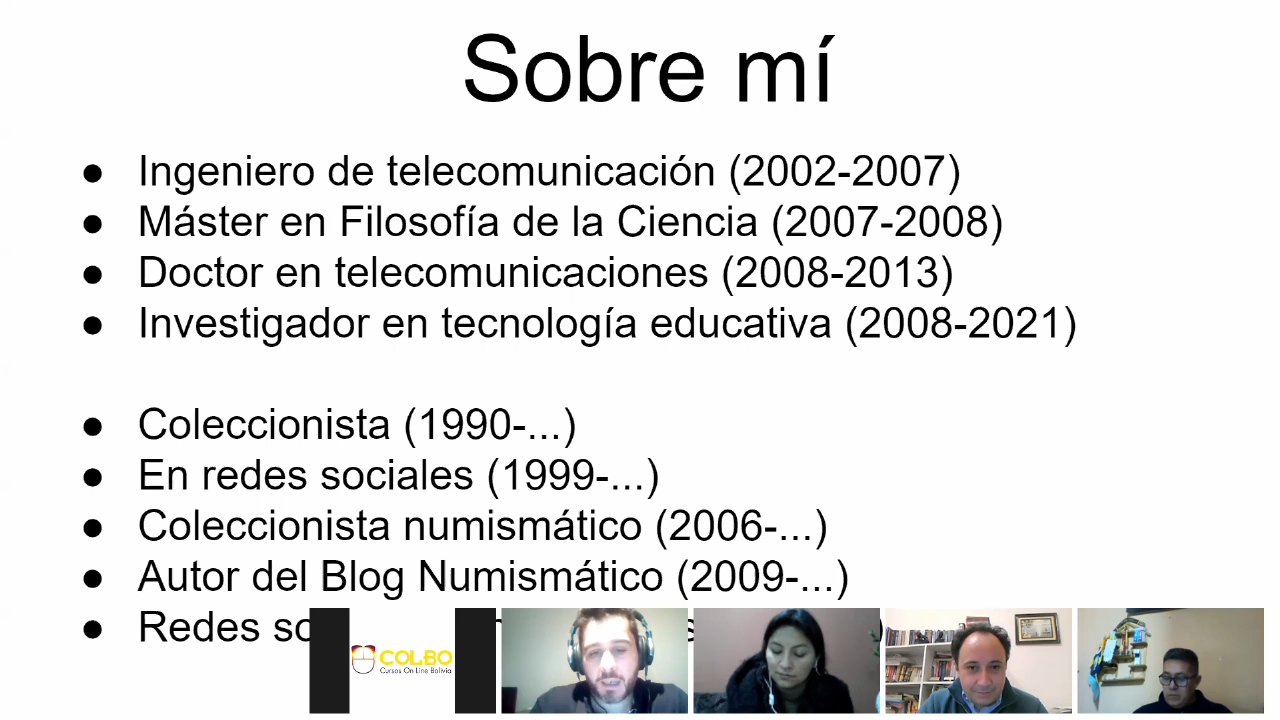 Sobre mí
● Ingeniero de telecomunicación (2002-2007)
● Máster en Filosofía de la Ciencia (2007-2008)
● Doctor en telecomunicaciones (2008-2013)
● Investigador en tecnología educativa (2008-2021)
● Coleccionista (1990-...)
● En redes sociales (1999-...)
● Coleccionista numismático (2006-...)
● Autor del Blog Numismático (2009-...)
● Redes
COLBO
Cursos On Line Bolivia